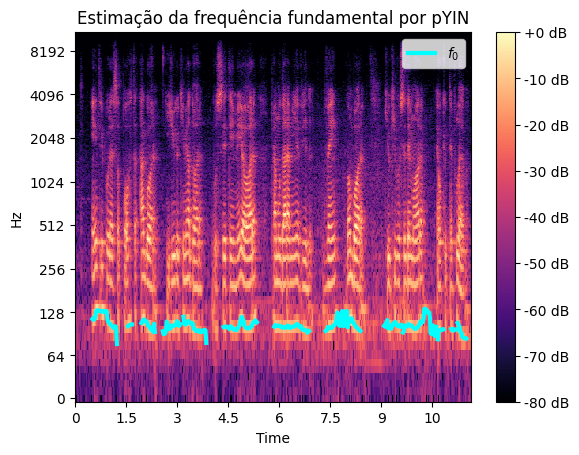 Estimação da frequência fundamental por pYIN
f0
8192
4096
2048
1024
512
256
128
64
0
Hz
0 1.5 3 4.5 6 7.5 9 10
Time
+0 dB
-10 dB
-20 dB
-30 dB
-40 dB
-50 dB
-60 dB
-70 dB
-80 dB